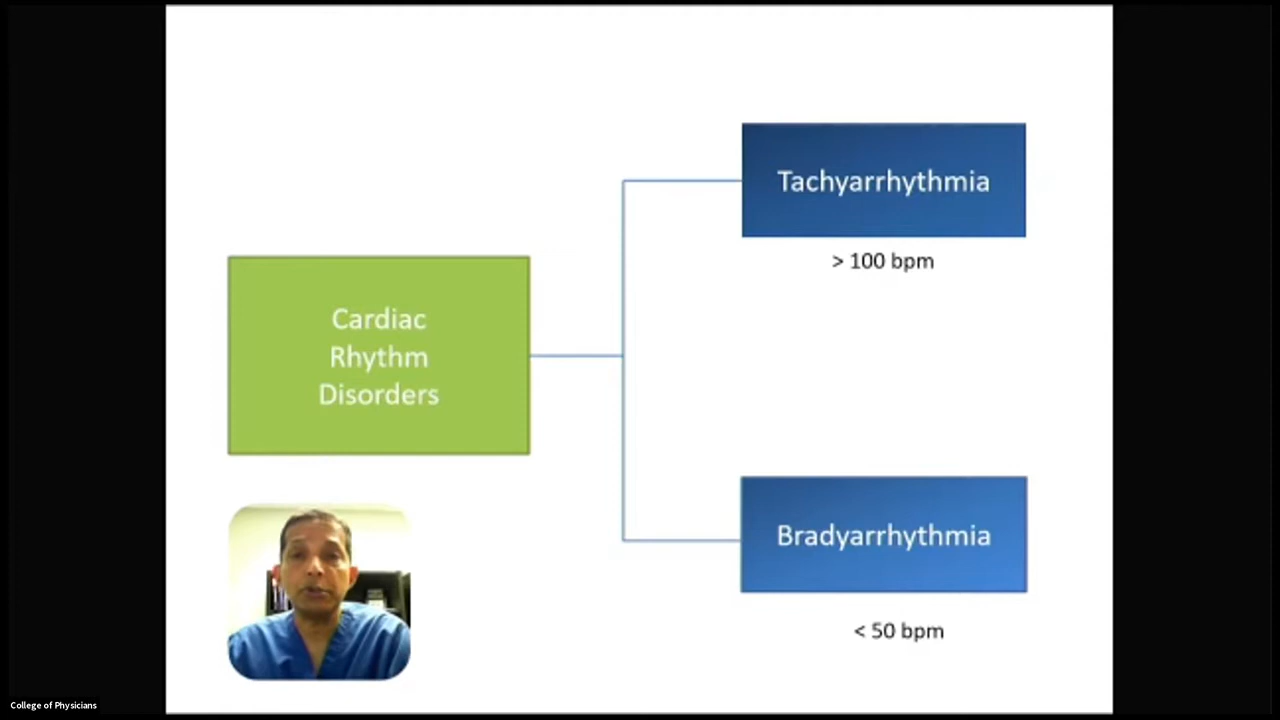 Tachyarrhythmia
> 100 bpm
Cardiac
Rhythm
Disorders
Bradyarrhythmia
< 50 bpm
College of Physicians